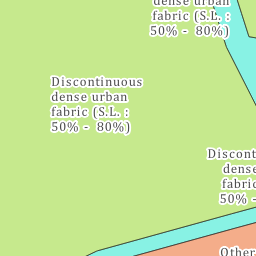 dense urban
fabric (S.L. :
50% -  80%)
Discontinuous
dense urban
fabric (S.L. :
50% -  80%)
Discont
dense
fabric
50% -
Other